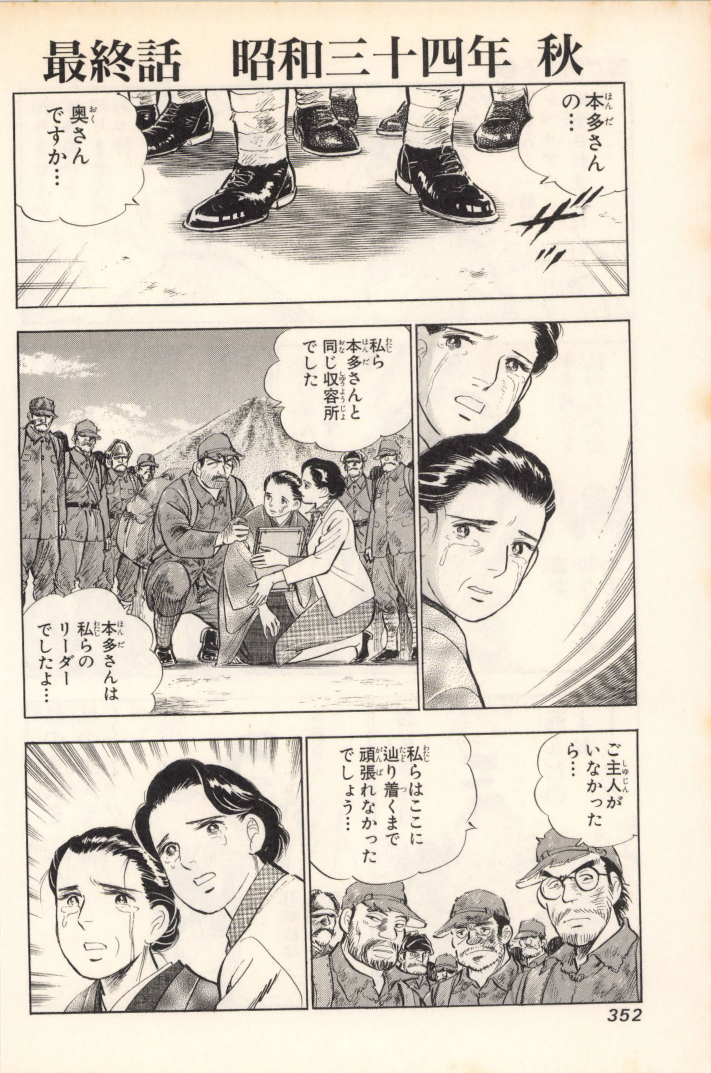 最終話　昭和三十四年 秋
本多さん
の…
奥さん
ですか…
私ら
本多さんと
同じ収容所
でした
本多さんは
私らの
リーダー
でしたよ…
ご主人が
いなかった
ら…
私らはここに
辿り着くまで
頑張れなかった
でしょう…
352